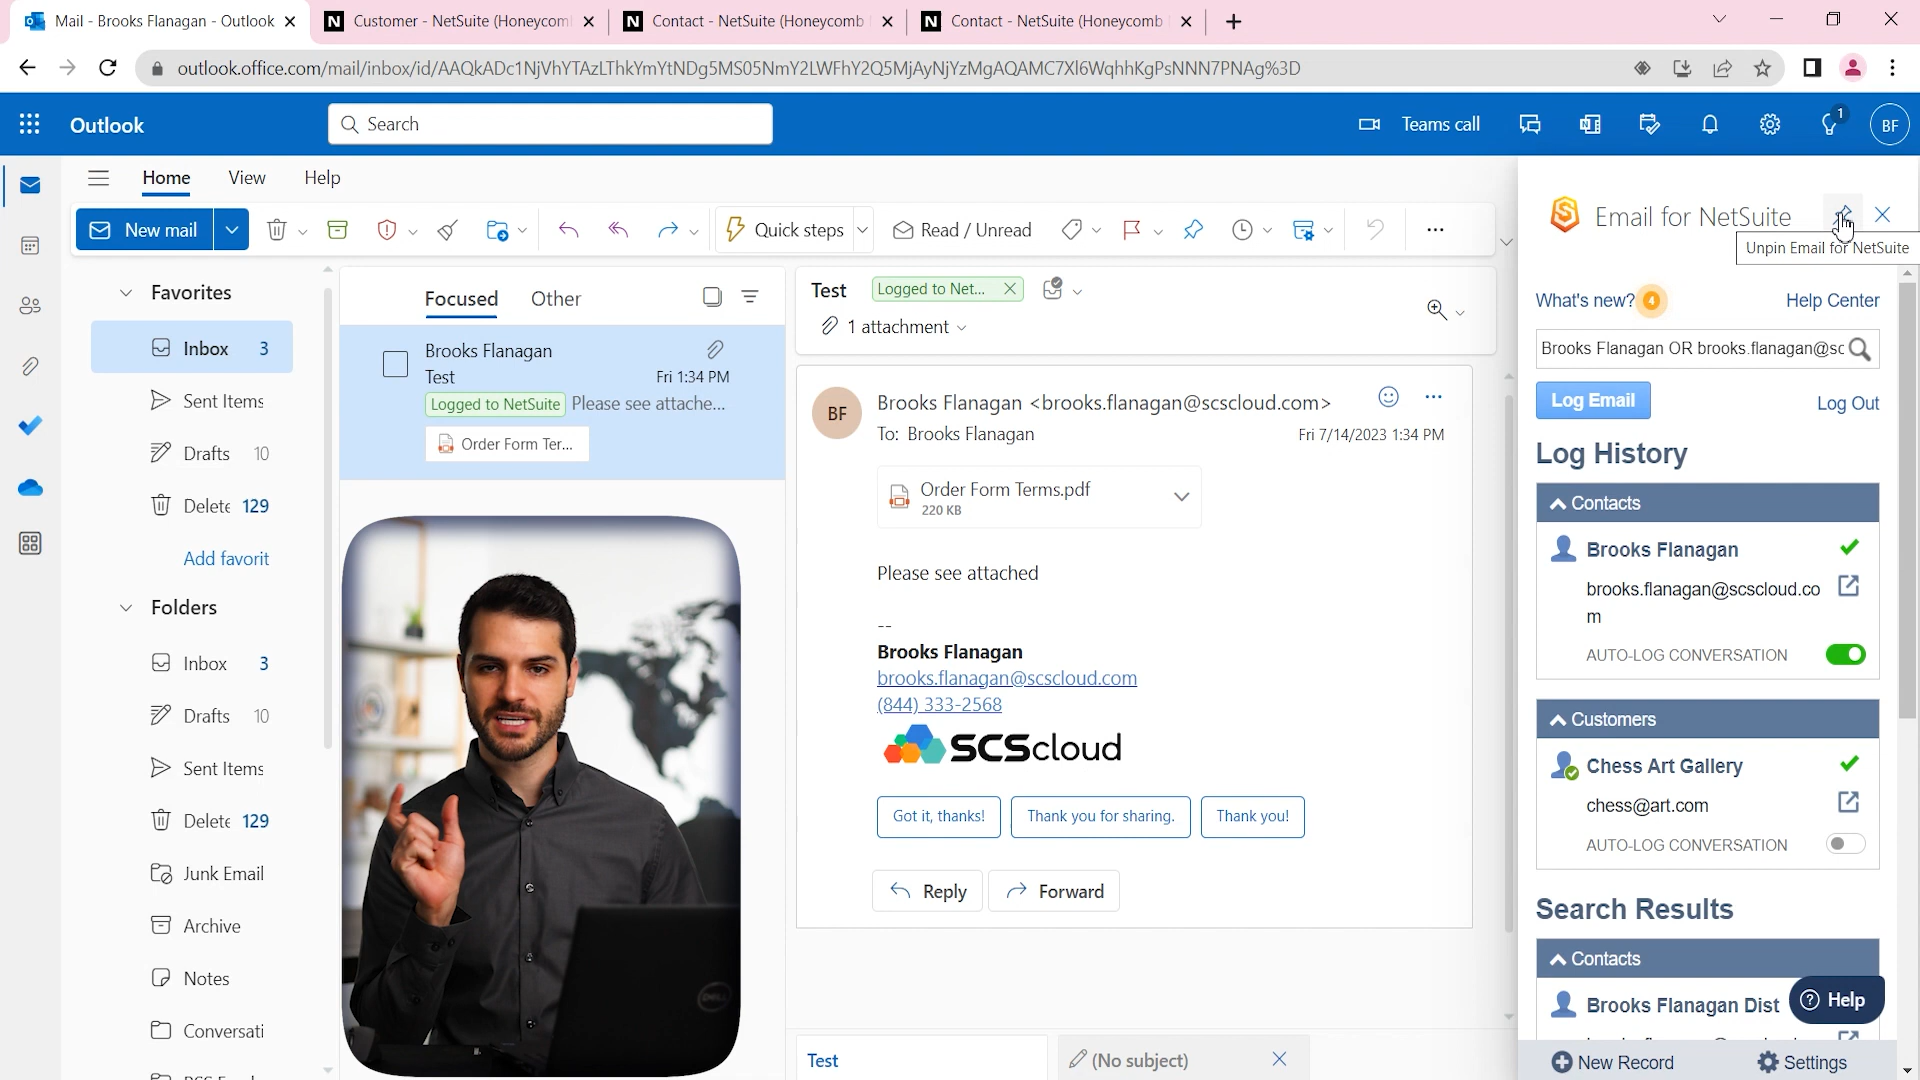 Mail - Brooks Flanagan - Outlook
Customer - NetSuite (Honeycom
Contact - NetSuite (Honeycomb
Contact - NetSuite (Honeycomb
outlook.office.com/mail/inbox/id/AAQkADc1NjVhYTAzLThkYmYtNDg5MS05NmY2LWFhY2Q5MjAyNjYzMgAQAMC7Xl6WqhhKgPsNNN7PNAg%3D
Outlook
Search
Teams call
1
BF
Home View Help
New mail
Quick steps
Read / Unread
Favorites
Inbox 3
Sent Items
Drafts 10
Delete 129
Add favorit
Folders
Inbox 3
Sent Items
Drafts 10
Delete 129
Junk Email
Archive
Notes
Conversati
Focused Other
Brooks Flanagan
Test
Fri 1:34 PM
Logged to NetSuite Please see attache...
Order Form Ter...
DELL
Test
Logged to Net...
1 attachment
BF
Brooks Flanagan <brooks.flanagan@scscloud.com>
To: Brooks Flanagan
Fri 7/14/2023 1:34 PM
Order Form Terms.pdf
220 KB
Please see attached
--
Brooks Flanagan
brooks.flanagan@scscloud.com
(844) 333-2568
SCScloud
Got it, thanks!
Thank you for sharing.
Thank you!
Reply
Forward
Test
(No subject)
Email for NetSuite
Unpin Email for NetSuite
What's new? 4
Help Center
Brooks Flanagan OR brooks.flanagan@sc
Log Email
Log Out
Log History
Contacts
Brooks Flanagan
brooks.flanagan@scscloud.co
m
AUTO-LOG CONVERSATION
Customers
Chess Art Gallery
chess@art.com
AUTO-LOG CONVERSATION
Search Results
Contacts
Brooks Flanagan Dist
Help
New Record
Settings